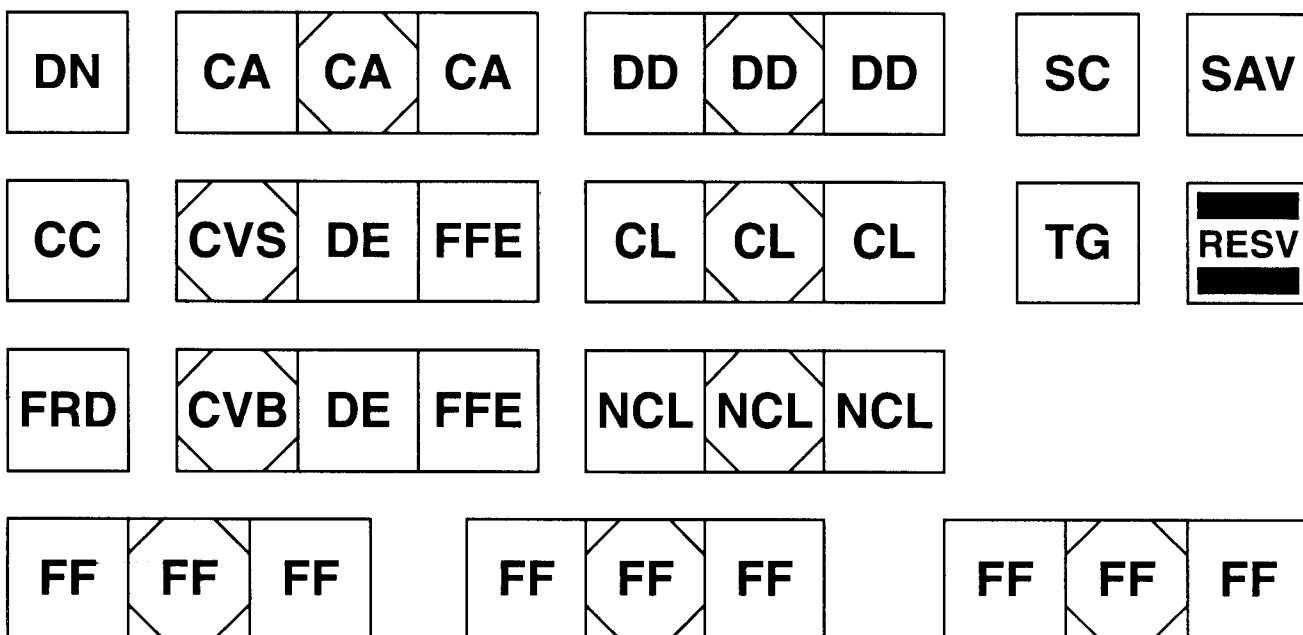 DN CA CA CA DD DD DD SC SAV
CC CVS DE FFE CL CL CL TG RESV
FRD CVB DE FFE NCL NCL NCL
FF FF FF FF FF FF FF FF FF